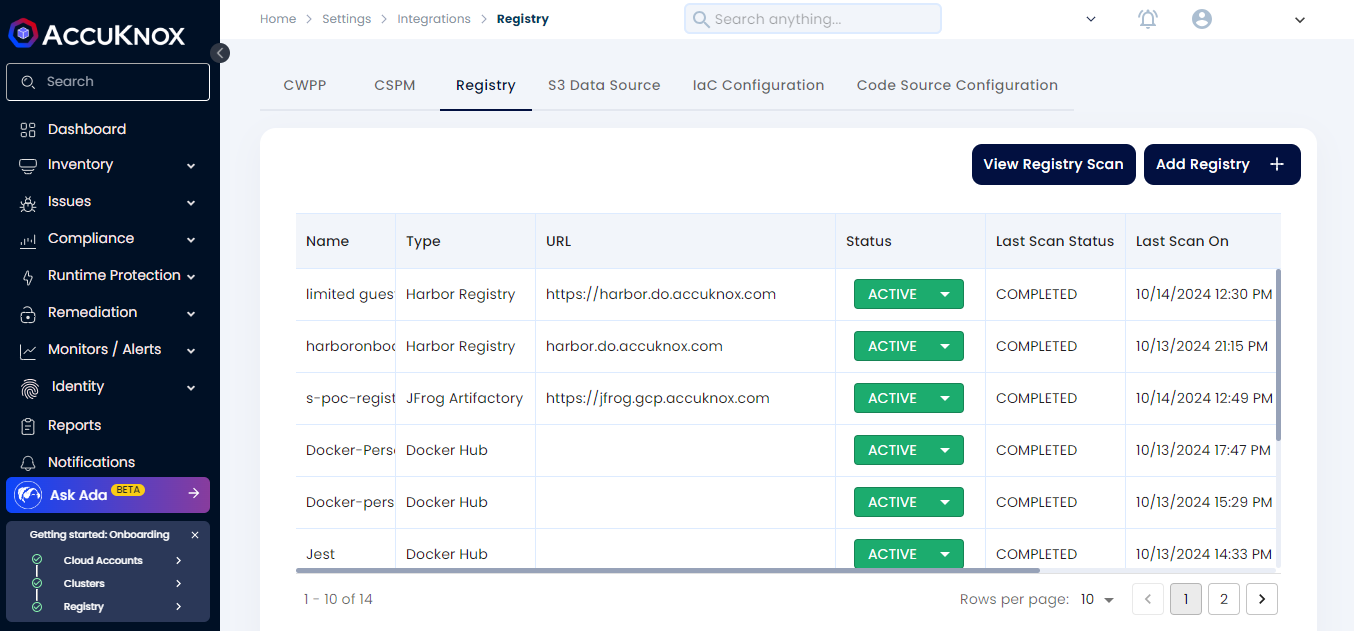 ACCUKNOX
Search
Dashboard
Inventory
Issues
Compliance
Runtime Protection
Remediation
Monitors / Alerts
Identity
Reports
Notifications
Ask Ada BETA
Getting started: Onboarding
Cloud Accounts
Clusters
Registry
Home > Settings > Integrations > Registry
Search anything...
CWPP CSPM Registry S3 Data Source IaC Configuration Code Source Configuration
View Registry Scan Add Registry +
Name Type URL Status Last Scan Status Last Scan On
limited gues Harbor Registry https://harbor.do.accuknox.com ACTIVE COMPLETED 10/14/2024 12:30 PM
harboronboc Harbor Registry harbor.do.accuknox.com ACTIVE COMPLETED 10/13/2024 21:15 PM
s-poc-regist JFrog Artifactory https://jfrog.gcp.accuknox.com ACTIVE COMPLETED 10/14/2024 12:49 PM
Docker-Pers Docker Hub ACTIVE COMPLETED 10/13/2024 17:47 PM
Docker-pers Docker Hub ACTIVE COMPLETED 10/13/2024 15:29 PM
Jest Docker Hub ACTIVE COMPLETED 10/13/2024 14:33 PM
1 - 10 of 14 Rows per page: 10 < 1 2 >